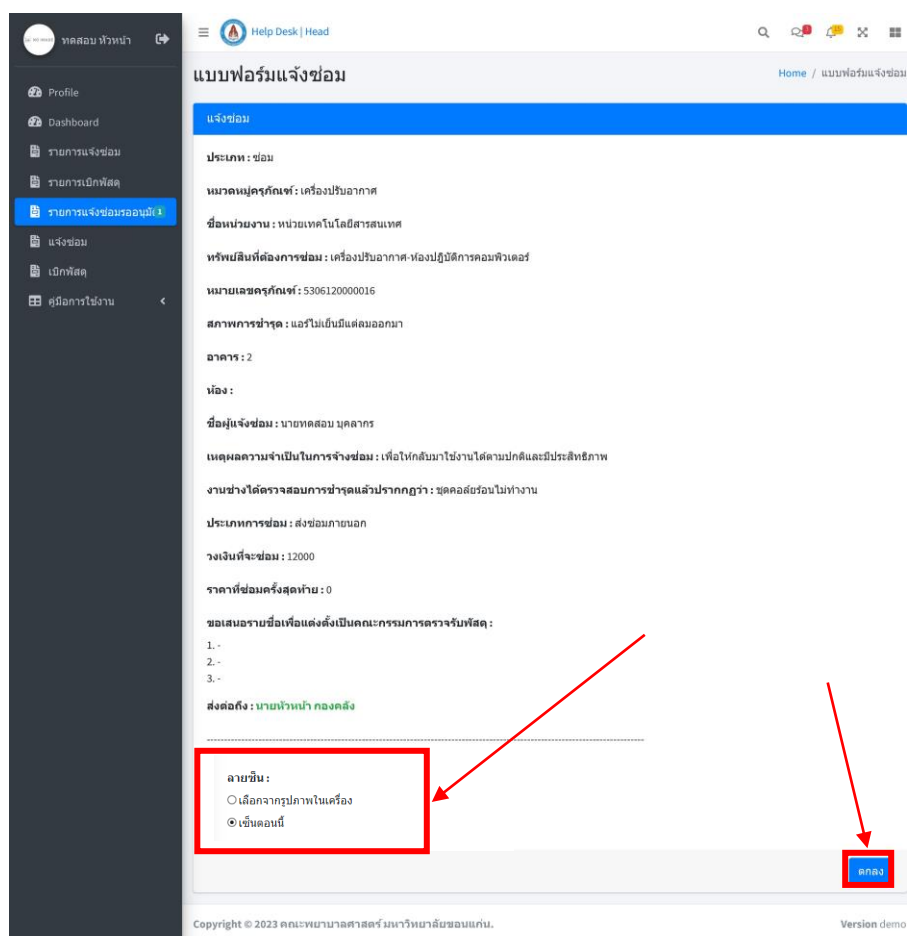 ทดสอบ หัวหน้า
Help Desk | Head
แบบฟอร์มแจ้งซ่อม
Home / แบบฟอร์มแจ้งซ่อม
Profile
Dashboard
รายการแจ้งซ่อม
รายการเบิกพัสดุ
รายการแจ้งซ่อมรออนุมัติ 1
แจ้งซ่อม
เบิกพัสดุ
คู่มือการใช้งาน
แจ้งซ่อม
ประเภท : ซ่อม
หมวดหมู่ครุภัณฑ์ : เครื่องปรับอากาศ
ชื่อหน่วยงาน : หน่วยเทคโนโลยีสารสนเทศ
ทรัพย์สินที่ต้องการซ่อม : เครื่องปรับอากาศ-ห้องปฏิบัติการคอมพิวเตอร์
หมายเลขครุภัณฑ์ : 5306120000016
สภาพการชำรุด : แอร์ไม่เย็นมีแต่ลมออกมา
อาคาร : 2
ห้อง :
ชื่อผู้แจ้งซ่อม : นายทดสอบ บุคลากร
เหตุผลความจำเป็นในการจ้างซ่อม : เพื่อให้กลับมาใช้งานได้ตามปกติและมีประสิทธิภาพ
งานช่างได้ตรวจสอบการชำรุดแล้วปรากกฏว่า : ชุดคอล์ยร้อนไม่ทำงาน
ประเภทการซ่อม : ส่งซ่อมภายนอก
วงเงินที่จะซ่อม : 12000
ราคาที่ซ่อมครั้งสุดท้าย : 0
ขอเสนอรายชื่อเพื่อแต่งตั้งเป็นคณะกรรมการตรวจรับพัสดุ :
1. -
2. -
3. -
ส่งต่อถึง : นายหัวหน้า กองคลัง
ลายซ็น :
เลือกจากรูปภาพในเครื่อง
เซ็นตอนนี้
ตกลง
Copyright © 2023 คณะพยาบาลศาสตร์ มหาวิทยาลัยขอนแก่น.
Version demo